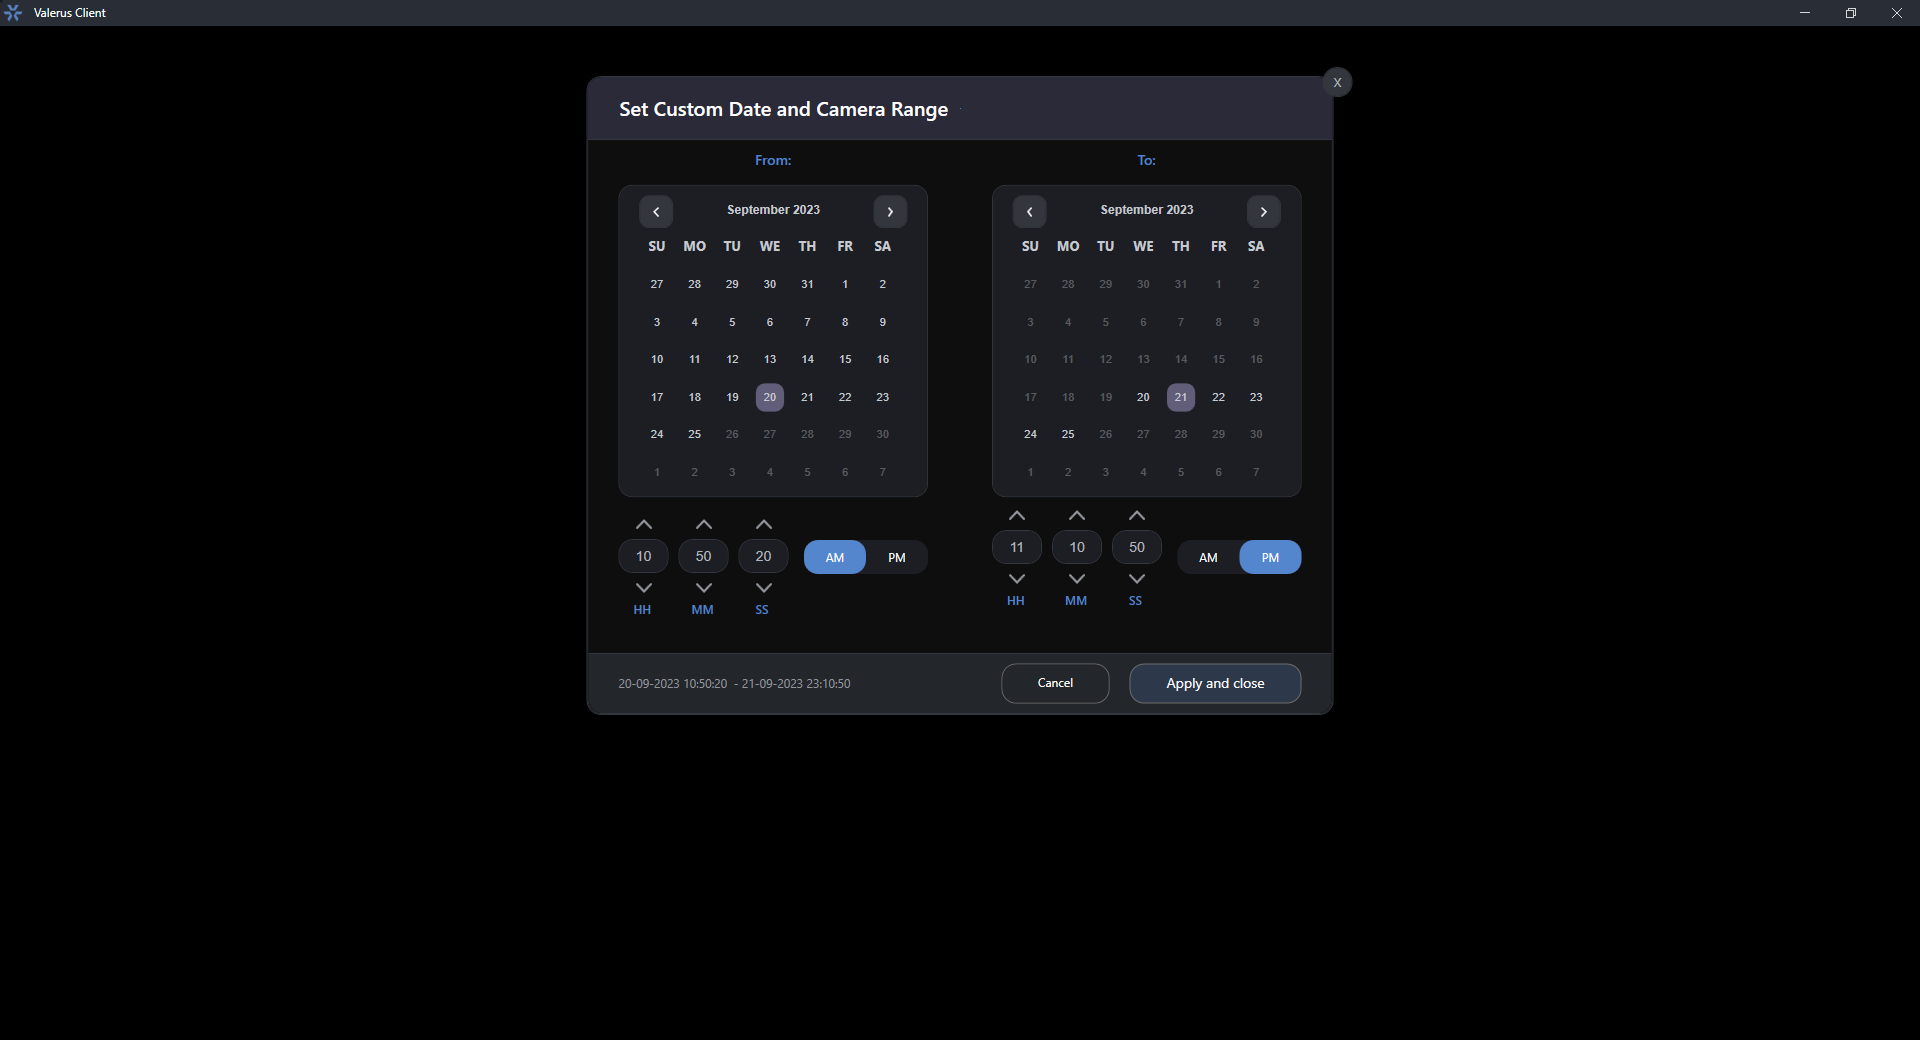 Valerus Client
X
Set Custom Date and Camera Range
From:
To:
September 2023
SU MO TU WE TH FR SA
27 28 29 30 31 1 2
3 4 5 6 7 8 9
10 11 12 13 14 15 16
17 18 19 20 21 22 23
24 25 26 27 28 29 30
1 2 3 4 5 6 7
September 2023
SU MO TU WE TH FR SA
27 28 29 30 31 1 2
3 4 5 6 7 8 9
10 11 12 13 14 15 16
17 18 19 20 21 22 23
24 25 26 27 28 29 30
1 2 3 4 5 6 7
10 50 20 AM PM
HH MM SS
11 10 50 AM PM
HH MM SS
20-09-2023 10:50:20 - 21-09-2023 23:10:50
Cancel
Apply and close